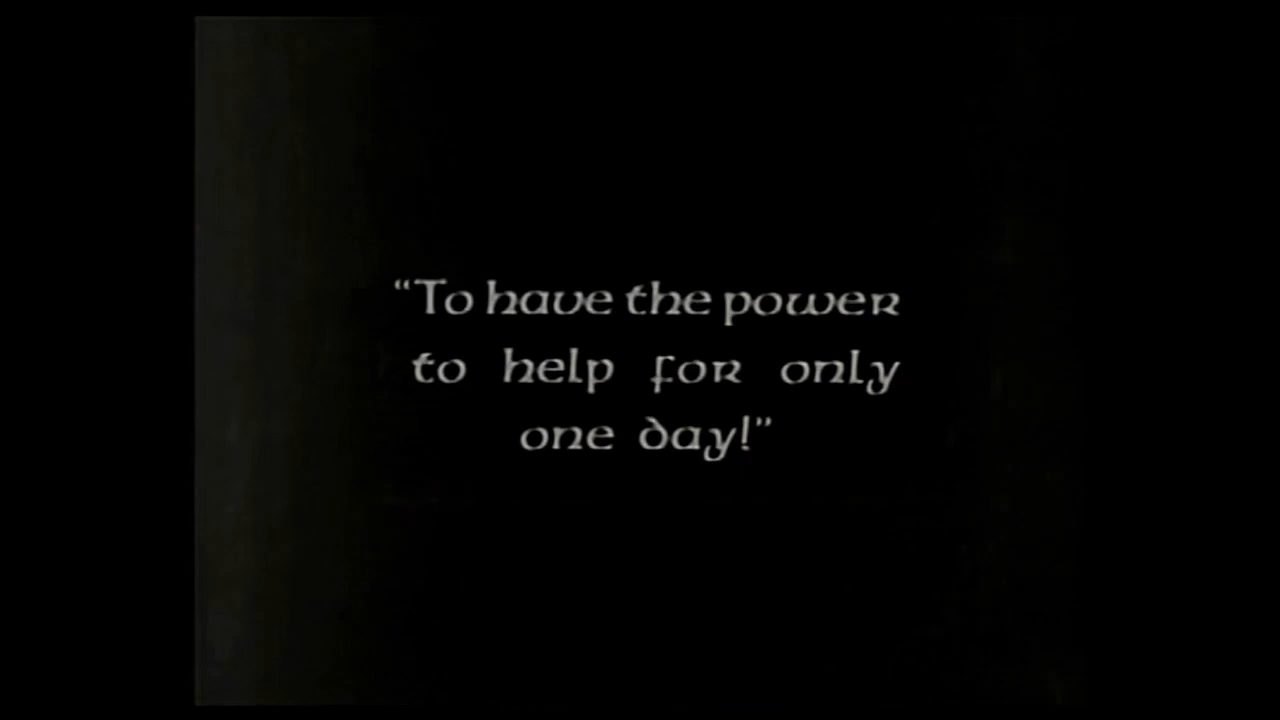 “To have the power
to help for only
one day!”